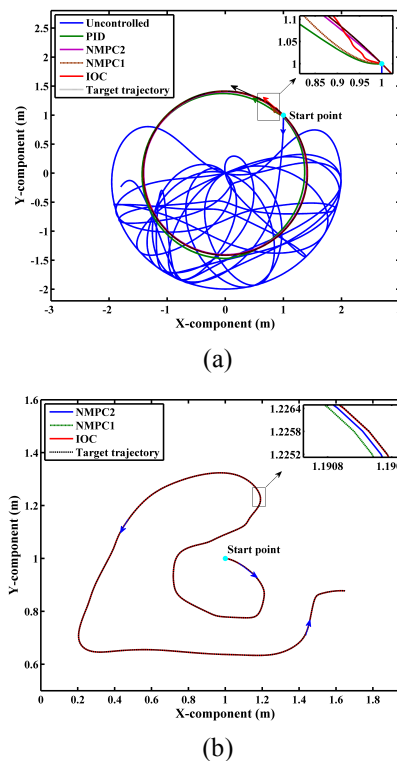 Uncontrolled
PID
NMPC2
NMPC1
IOC
Target trajectory
1.1
1.05
1
0.85 0.9 0.95 1
Start point
2
1.5
1
0.5
0
-0.5
-1
-1.5
-2
Y-component (m)
-3 -2 -1 0 1 2 3
X-component (m)
(a)
NMPC2
NMPC1
IOC
Target trajectory
1.2264
1.2258
1.2252
1.1908
Start point
1.6
1.4
1.2
1
0.8
0.6
Y-component (m)
0 0.2 0.4 0.6 0.8 1 1.2 1.4 1.6 1.8
X-component (m)
(b)